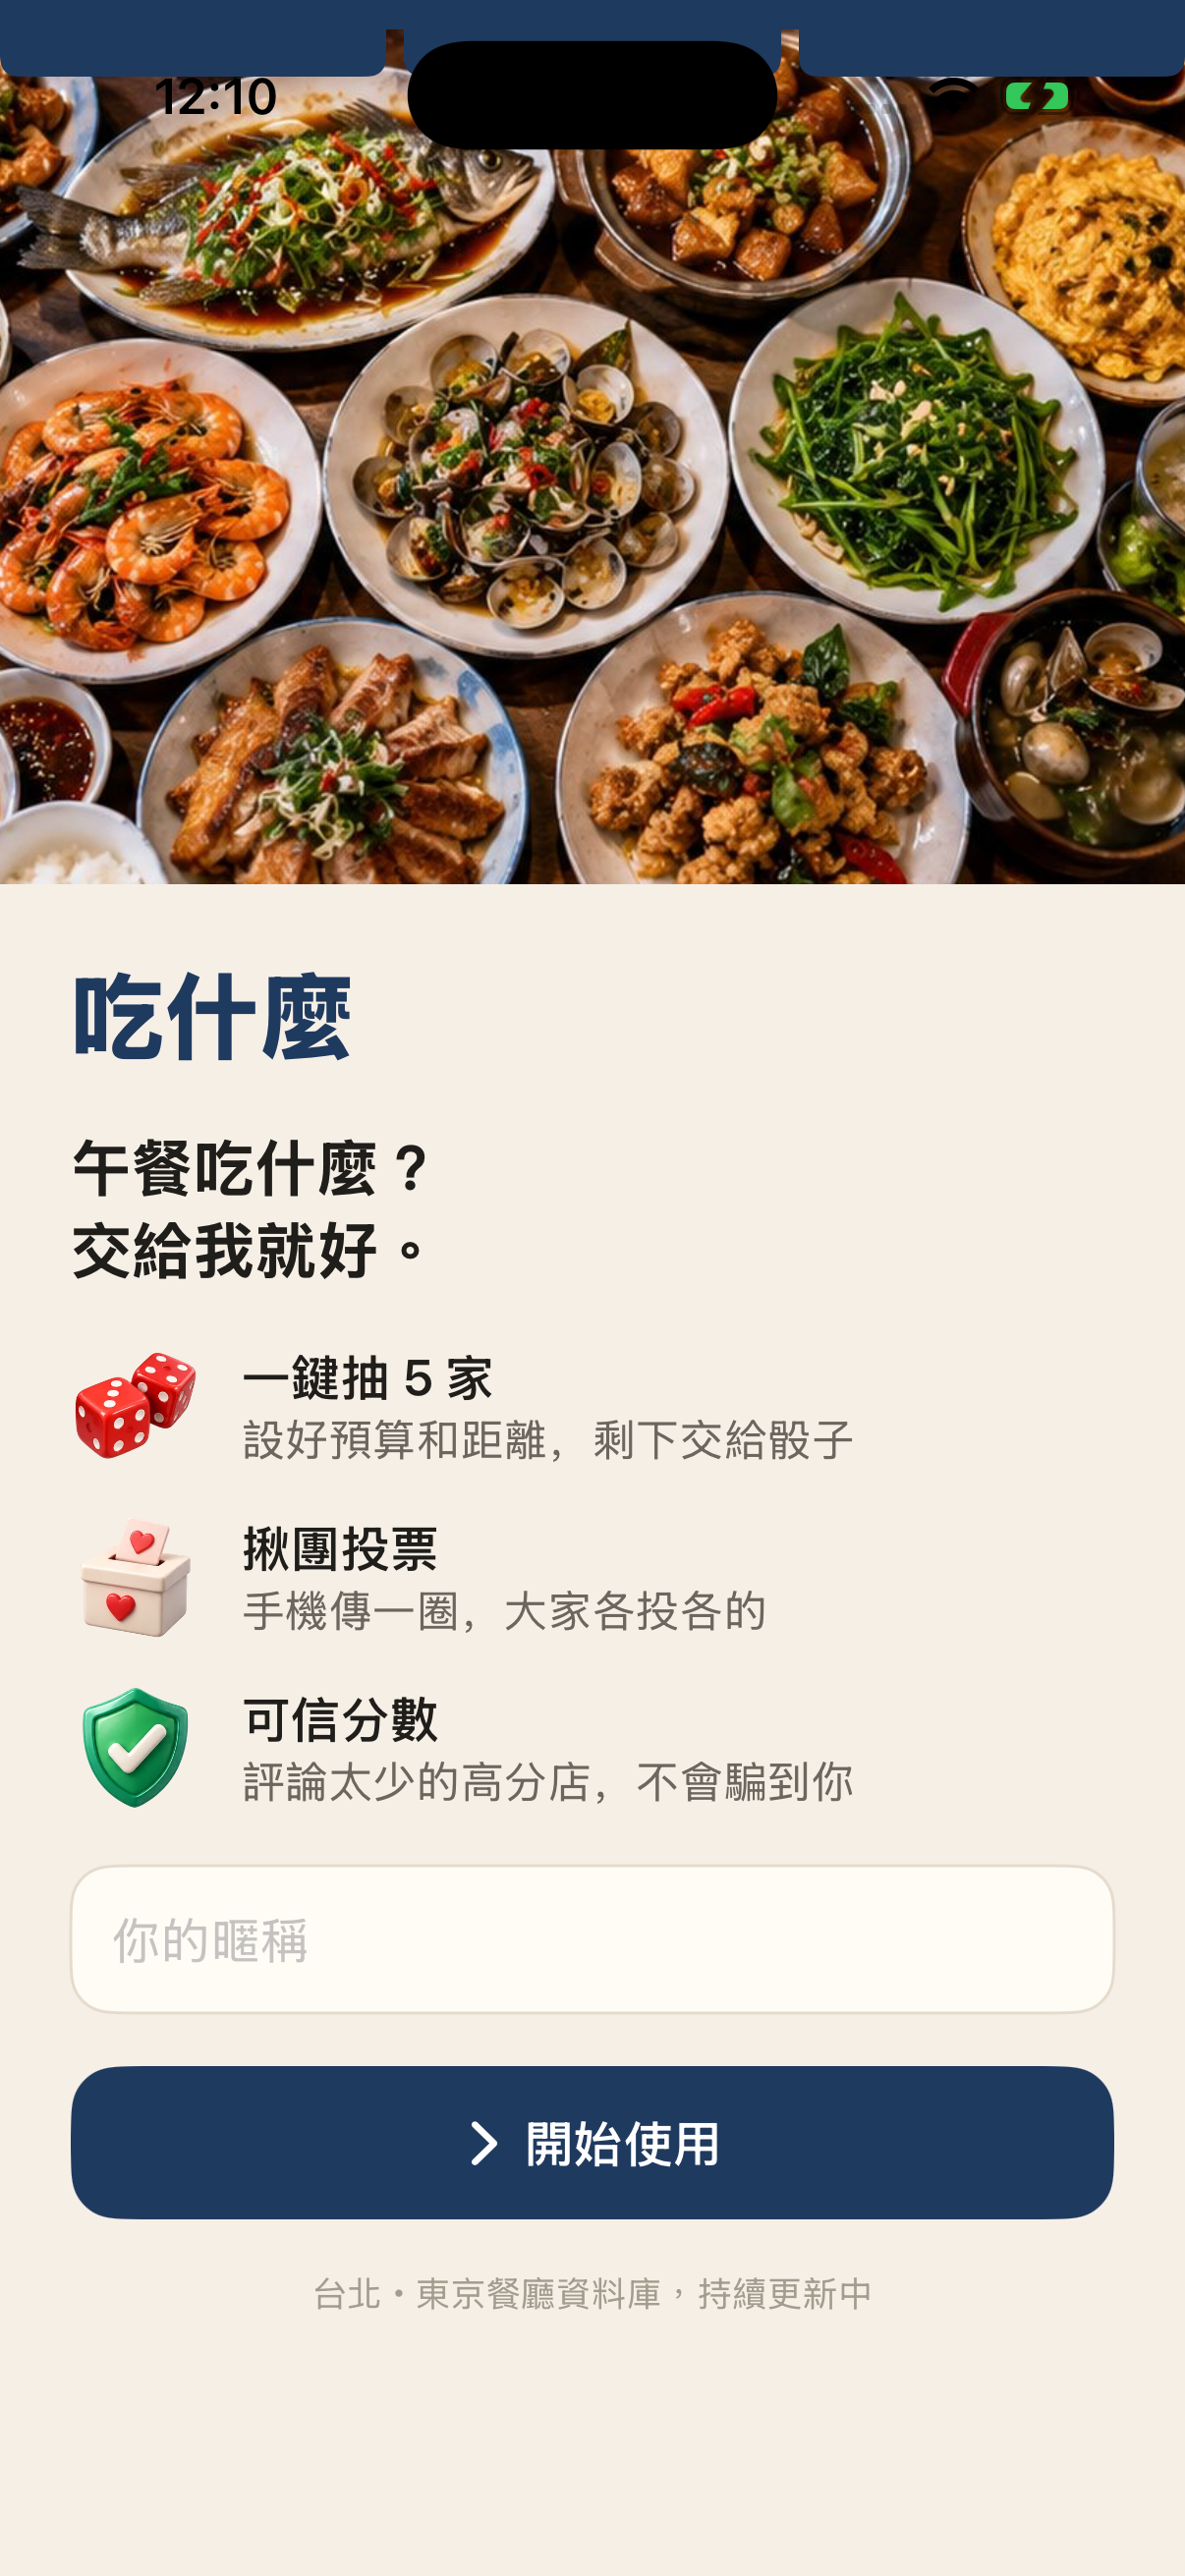 12:10
吃什麼
午餐吃什麼？
交給我就好。
一鍵抽 5 家
設好預算和距離，剩下交給骰子
揪團投票
手機傳一圈，大家各投各的
可信分數
評論太少的高分店，不會騙到你
你的暱稱
開始使用
台北・東京餐廳資料庫，持續更新中